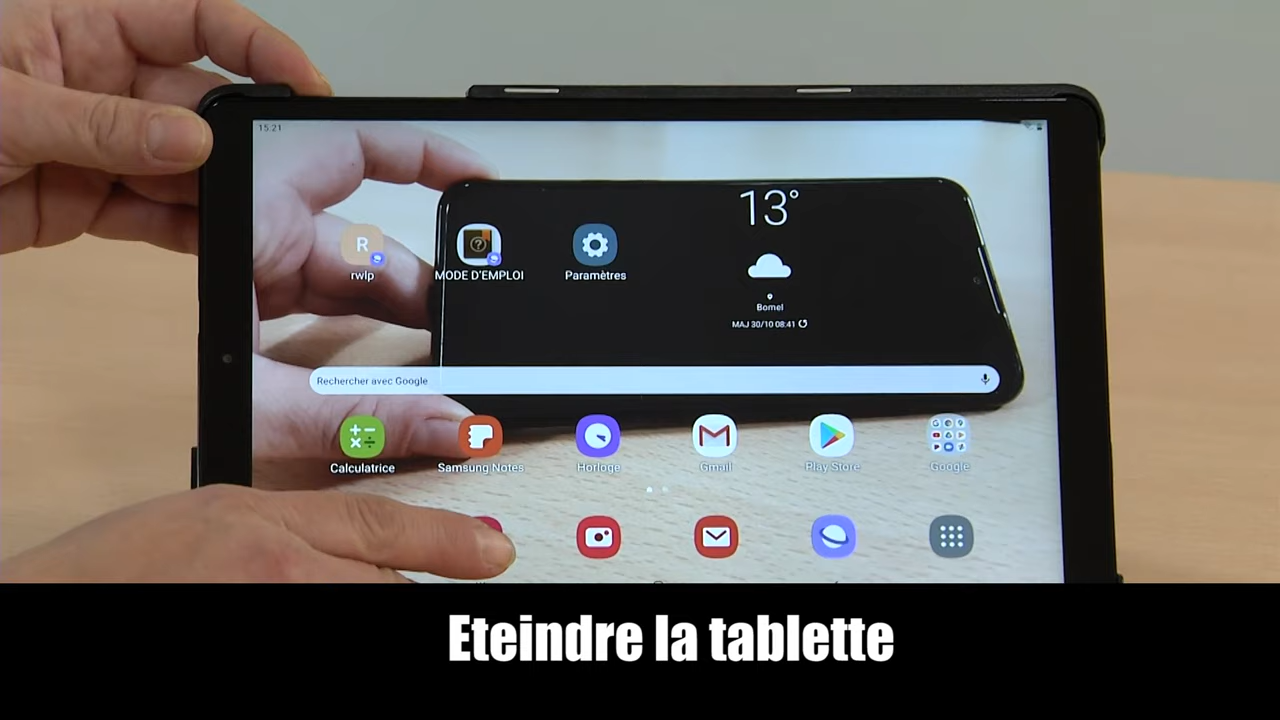 15:21
13°
R
rwlp
MODE D'EMPLOI
Paramètres
Bomel
MAJ 30/10 08:41
Rechercher avec Google
Calculatrice
Samsung Notes
Horloge
Gmail
Play Store
Google
Eteindre la tablette